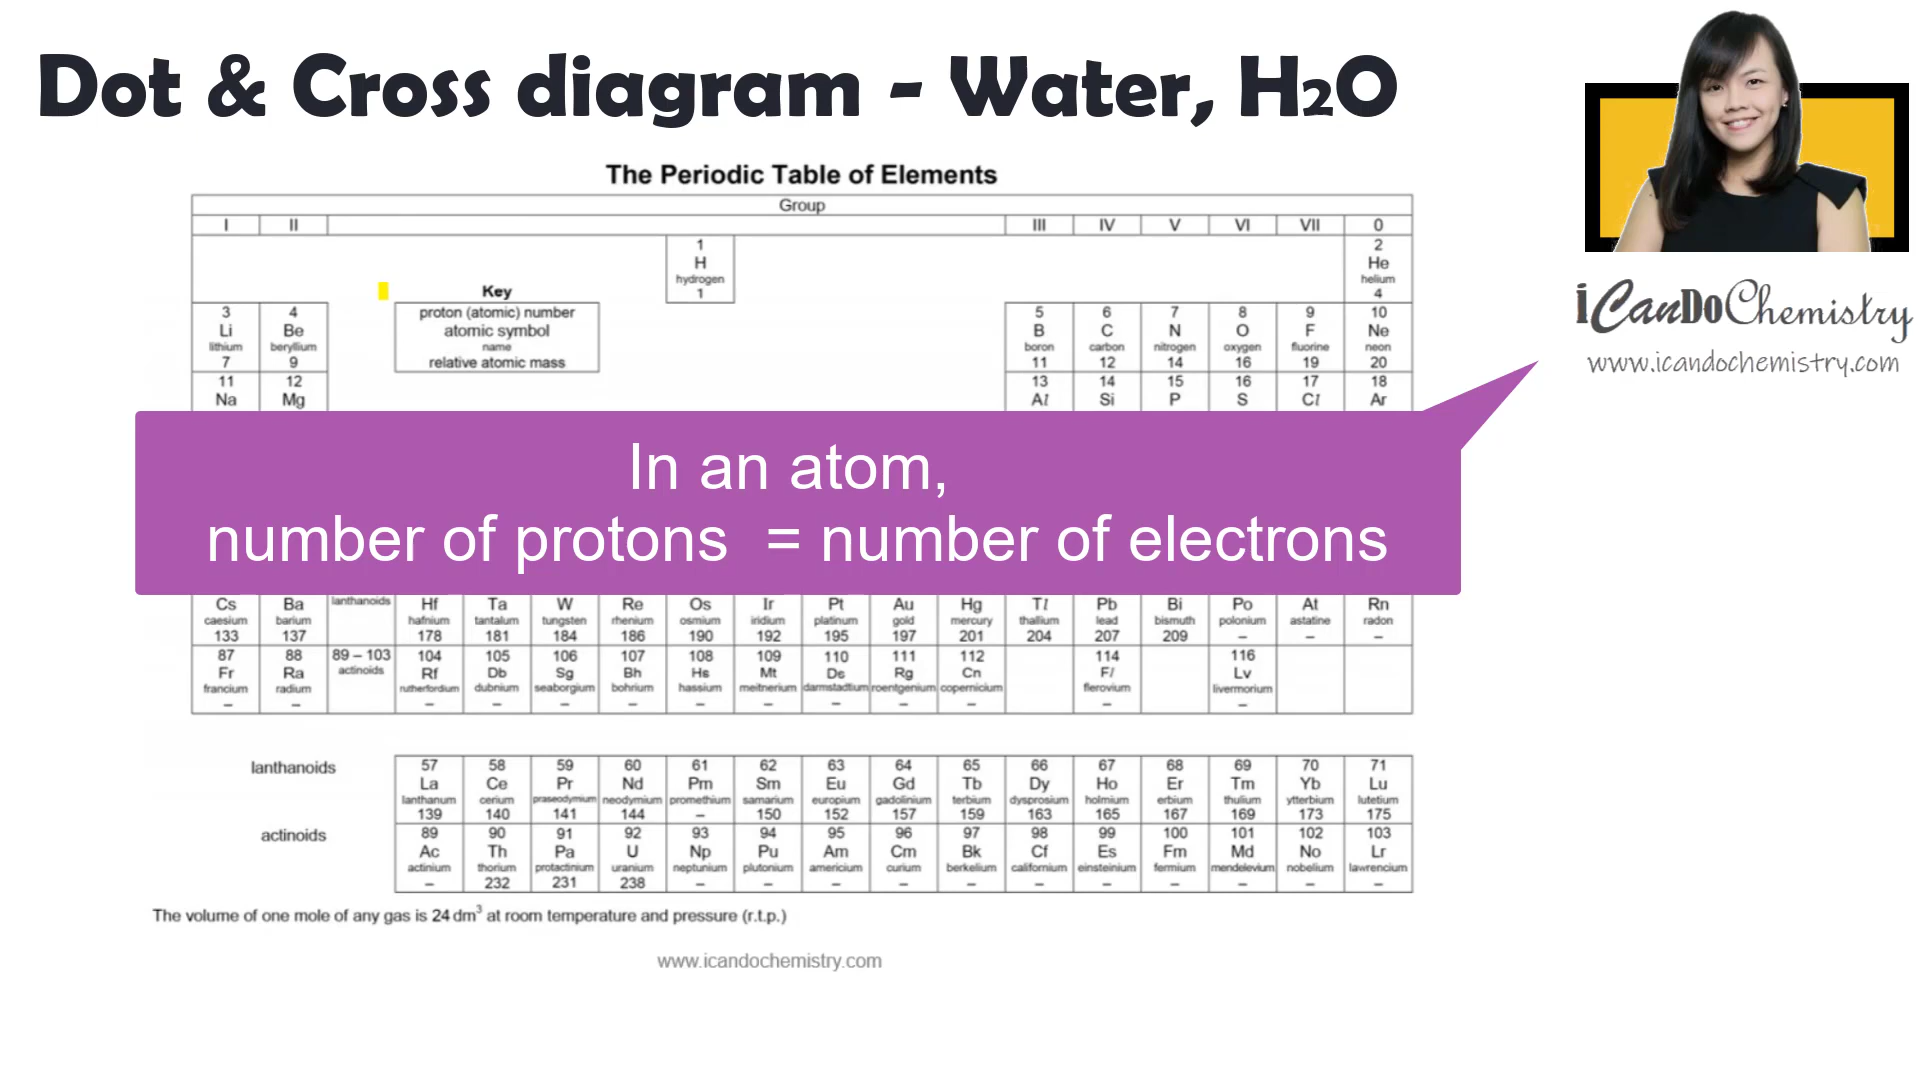 Dot & Cross diagram - Water, H2O
The Periodic Table of Elements
Group
I II III IV V VI VII 0
1 2
H He
hydrogen helium
1 4
Key
3 4 proton (atomic) number 5 6 7 8 9 10
Li Be atomic symbol B C N O F Ne
lithium beryllium name boron carbon nitrogen oxygen fluorine neon
7 9 relative atomic mass 11 12 14 16 19 20
11 12 13 14 15 16 17 18
Na Mg Al Si P S Cl Ar
iCanDoChemistry
www.icandochemistry.com
In an atom,
number of protons = number of electrons
Cs Ba lanthanoids Hf Ta W Re Os Ir Pt Au Hg Tl Pb Bi Po At Rn
caesium barium hafnium tantalum tungsten rhenium osmium iridium platinum gold mercury thallium lead bismuth polonium astatine radon
133 137 178 181 184 186 190 192 195 197 201 204 207 209 – – –
87 88 89 – 103 104 105 106 107 108 109 110 111 112 114 116
Fr Ra actinoids Rf Db Sg Bh Hs Mt Ds Rg Cn Fl Lv
francium radium rutherfordium dubnium seaborgium bohrium hassium meitnerium darmstadtium roentgenium copernicium flerovium livermorium
– – – – – – – – – – – – –
lanthanoids 57 58 59 60 61 62 63 64 65 66 67 68 69 70 71
La Ce Pr Nd Pm Sm Eu Gd Tb Dy Ho Er Tm Yb Lu
lanthanum cerium praseodymium neodymium promethium samarium europium gadolinium terbium dysprosium holmium erbium thulium ytterbium lutetium
139 140 141 144 – 150 152 157 159 163 165 167 169 173 175
actinoids 89 90 91 92 93 94 95 96 97 98 99 100 101 102 103
Ac Th Pa U Np Pu Am Cm Bk Cf Es Fm Md No Lr
actinium thorium protactinium uranium neptunium plutonium americium curium berkelium californium einsteinium fermium mendelevium nobelium lawrencium
– 232 231 238 – – – – – – – – – – –
The volume of one mole of any gas is 24 dm³ at room temperature and pressure (r.t.p.)
www.icandochemistry.com